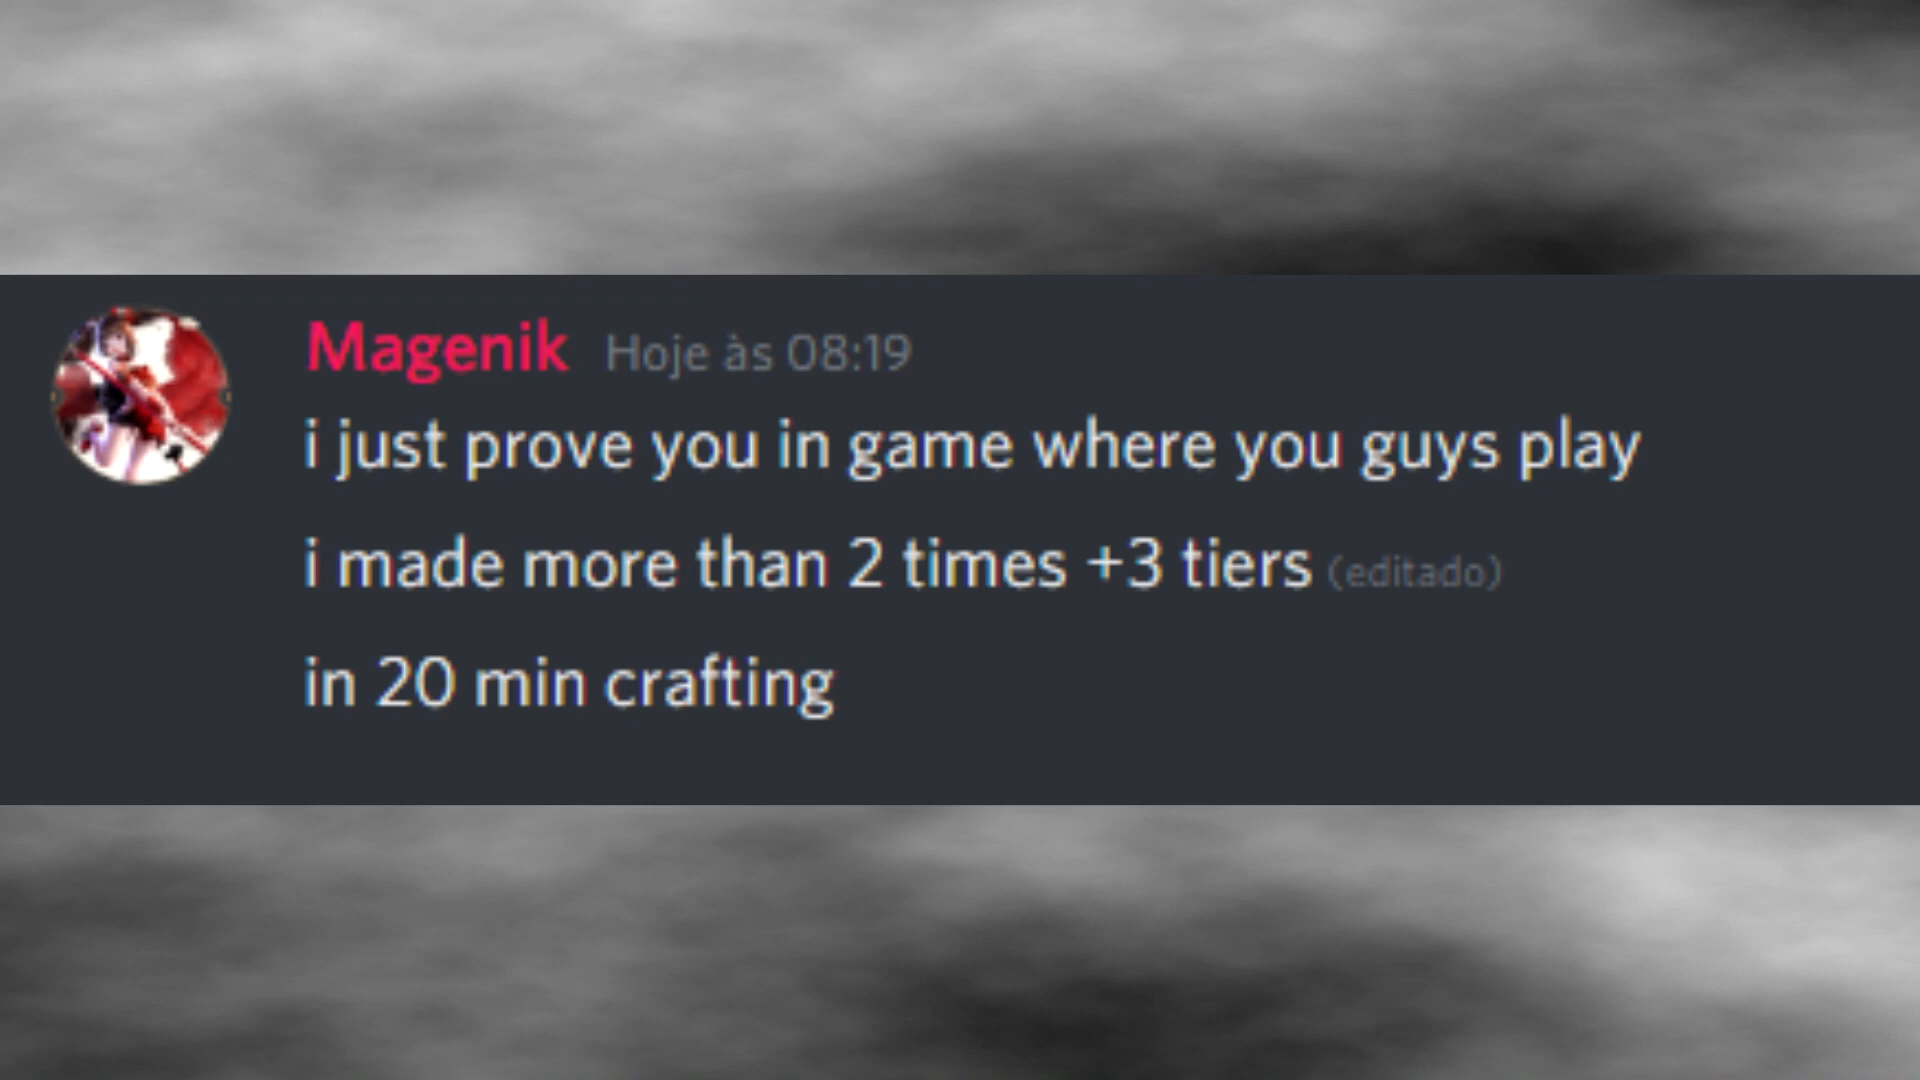 Magenik Hoje às 08:19
i just prove you in game where you guys play
i made more than 2 times +3 tiers (editado)
in 20 min crafting